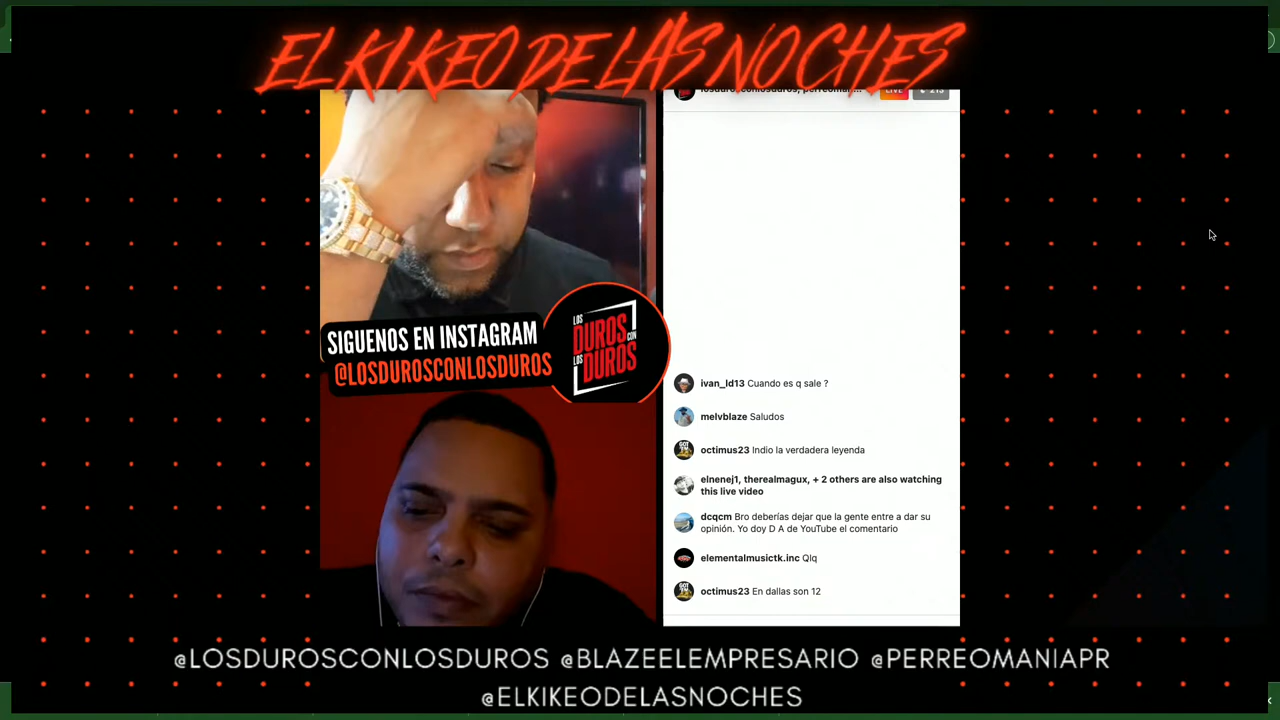 EL KIKEO DE LAS NOCHES
LIVE
213
SIGUENOS EN INSTAGRAM
@LOSDUROSCONLOSDUROS
LOS
DUROS
CON
LOS
DUROS
ivan_ld13 Cuando es q sale ?
melvblaze Saludos
octimus23 Indio la verdadera leyenda
elnenej1, therealmagux, + 2 others are also watching
this live video
dcqcm Bro deberías dejar que la gente entre a dar su
opinión. Yo doy D A de YouTube el comentario
elementalmusictk.inc Qlq
octimus23 En dallas son 12
@LOSDUROSCONLOSDUROS @BLAZEELEMPRESARIO @PERREOMANIAPR
@ELKIKEODELASNOCHES